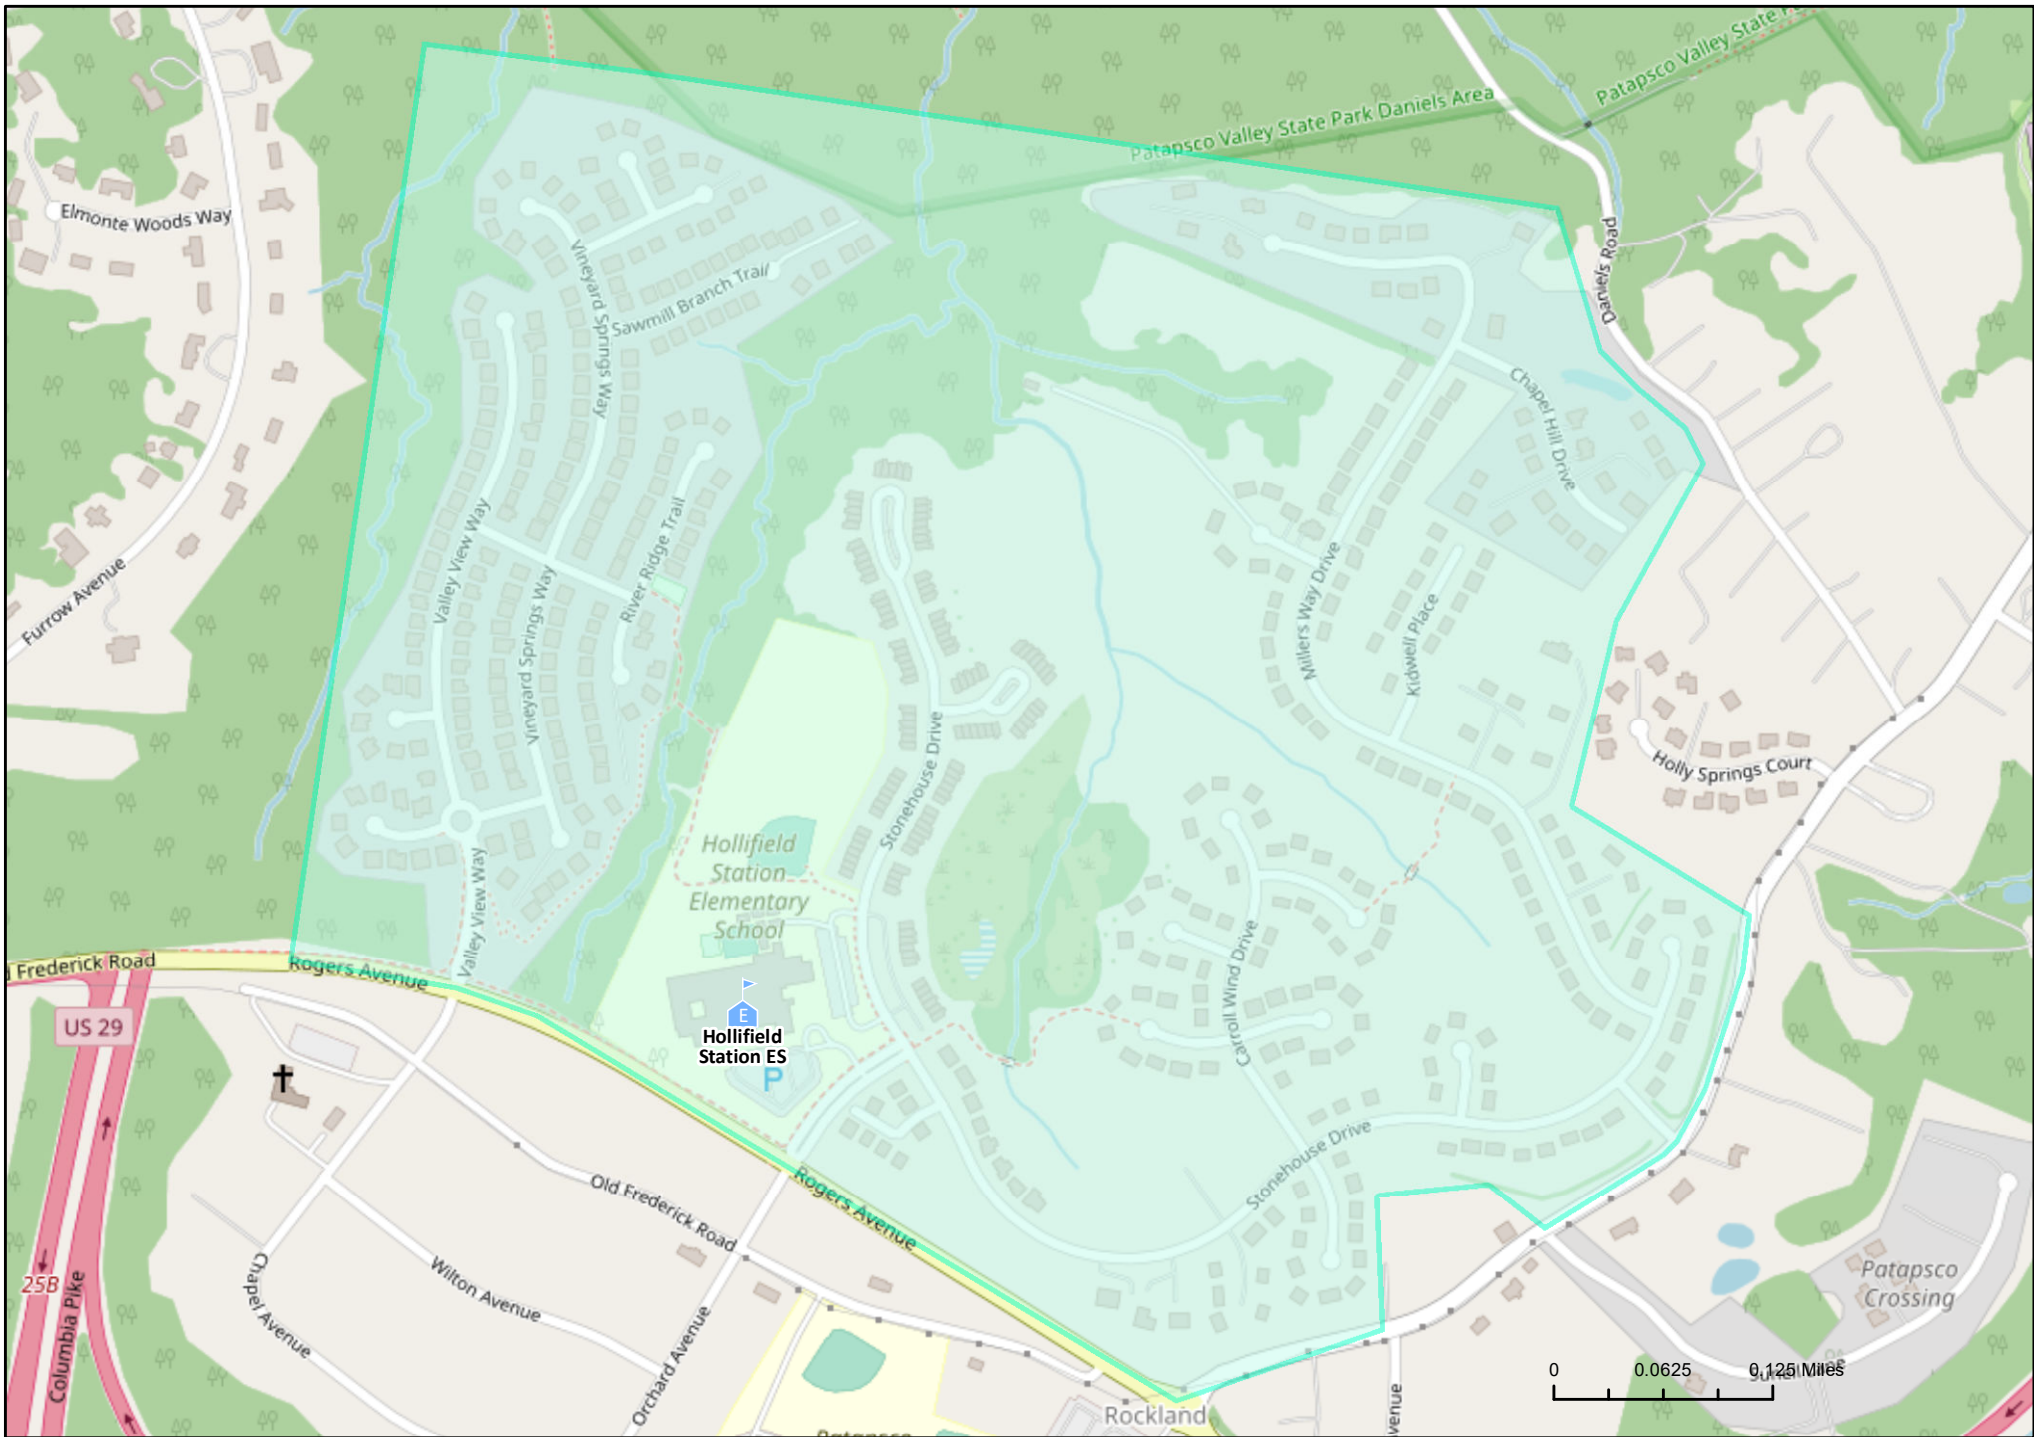 Patapsco Valley State
Patapsco Valley State Park Daniels Area
Elmonte Woods Way
Daniels Road
Vineyard Springs Way
Sawmill Branch Trail
Chapel Hill Drive
Valley View Way
River Ridge Trail
Furrow Avenue
Millers Way Drive
Kidwell Place
Vineyard Springs Way
Holly Springs Court
Stonehouse Drive
Hollifield
Station
Elementary
School
Valley View Way
Carroll Wind Drive
Frederick Road
Rogers Avenue
US 29
E
Hollifield
Station ES
P
Stonehouse Drive
Old Frederick Road
Rogers Avenue
Chapel Avenue
Wilton Avenue
25B
Columbia Pike
Orchard Avenue
Patapsco
Crossing
0 0.0625 0.125 Miles
Rockland
venue
Patapsco